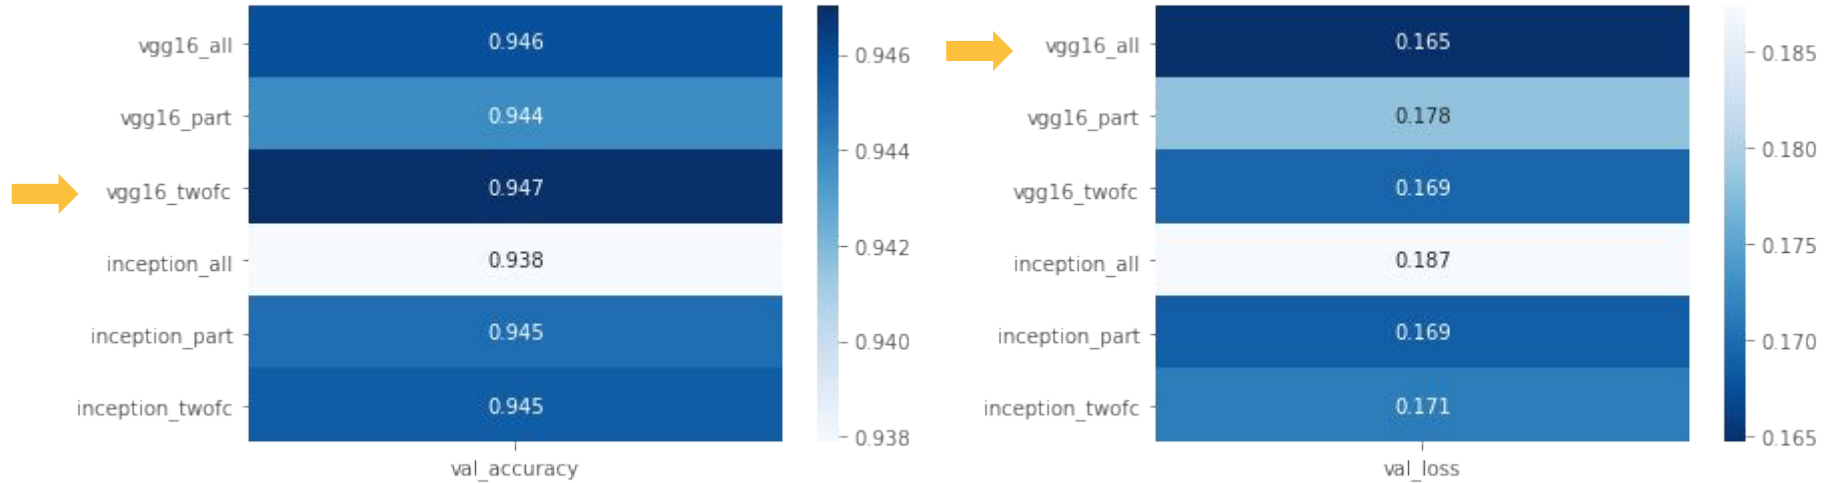 vgg16_all 0.946
vgg16_part 0.944
vgg16_twofc 0.947
inception_all 0.938
inception_part 0.945
inception_twofc 0.945
val_accuracy
0.946
0.944
0.942
0.940
0.938
vgg16_all 0.165
vgg16_part 0.178
vgg16_twofc 0.169
inception_all 0.187
inception_part 0.169
inception_twofc 0.171
val_loss
0.185
0.180
0.175
0.170
0.165